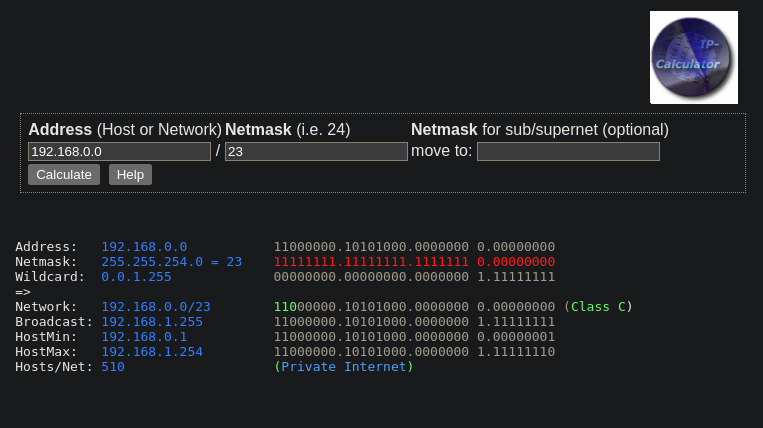 IP-
Calculator
Address (Host or Network) Netmask (i.e. 24) Netmask for sub/supernet (optional)
192.168.0.0 / 23 move to:
Calculate Help
Address: 192.168.0.0 11000000.10101000.0000000 0.00000000
Netmask: 255.255.254.0 = 23 11111111.11111111.1111111 0.00000000
Wildcard: 0.0.1.255 00000000.00000000.0000000 1.11111111
=>
Network: 192.168.0.0/23 11000000.10101000.0000000 0.00000000 (Class C)
Broadcast: 192.168.1.255 11000000.10101000.0000000 1.11111111
HostMin: 192.168.0.1 11000000.10101000.0000000 0.00000001
HostMax: 192.168.1.254 11000000.10101000.0000000 1.11111110
Hosts/Net: 510 (Private Internet)